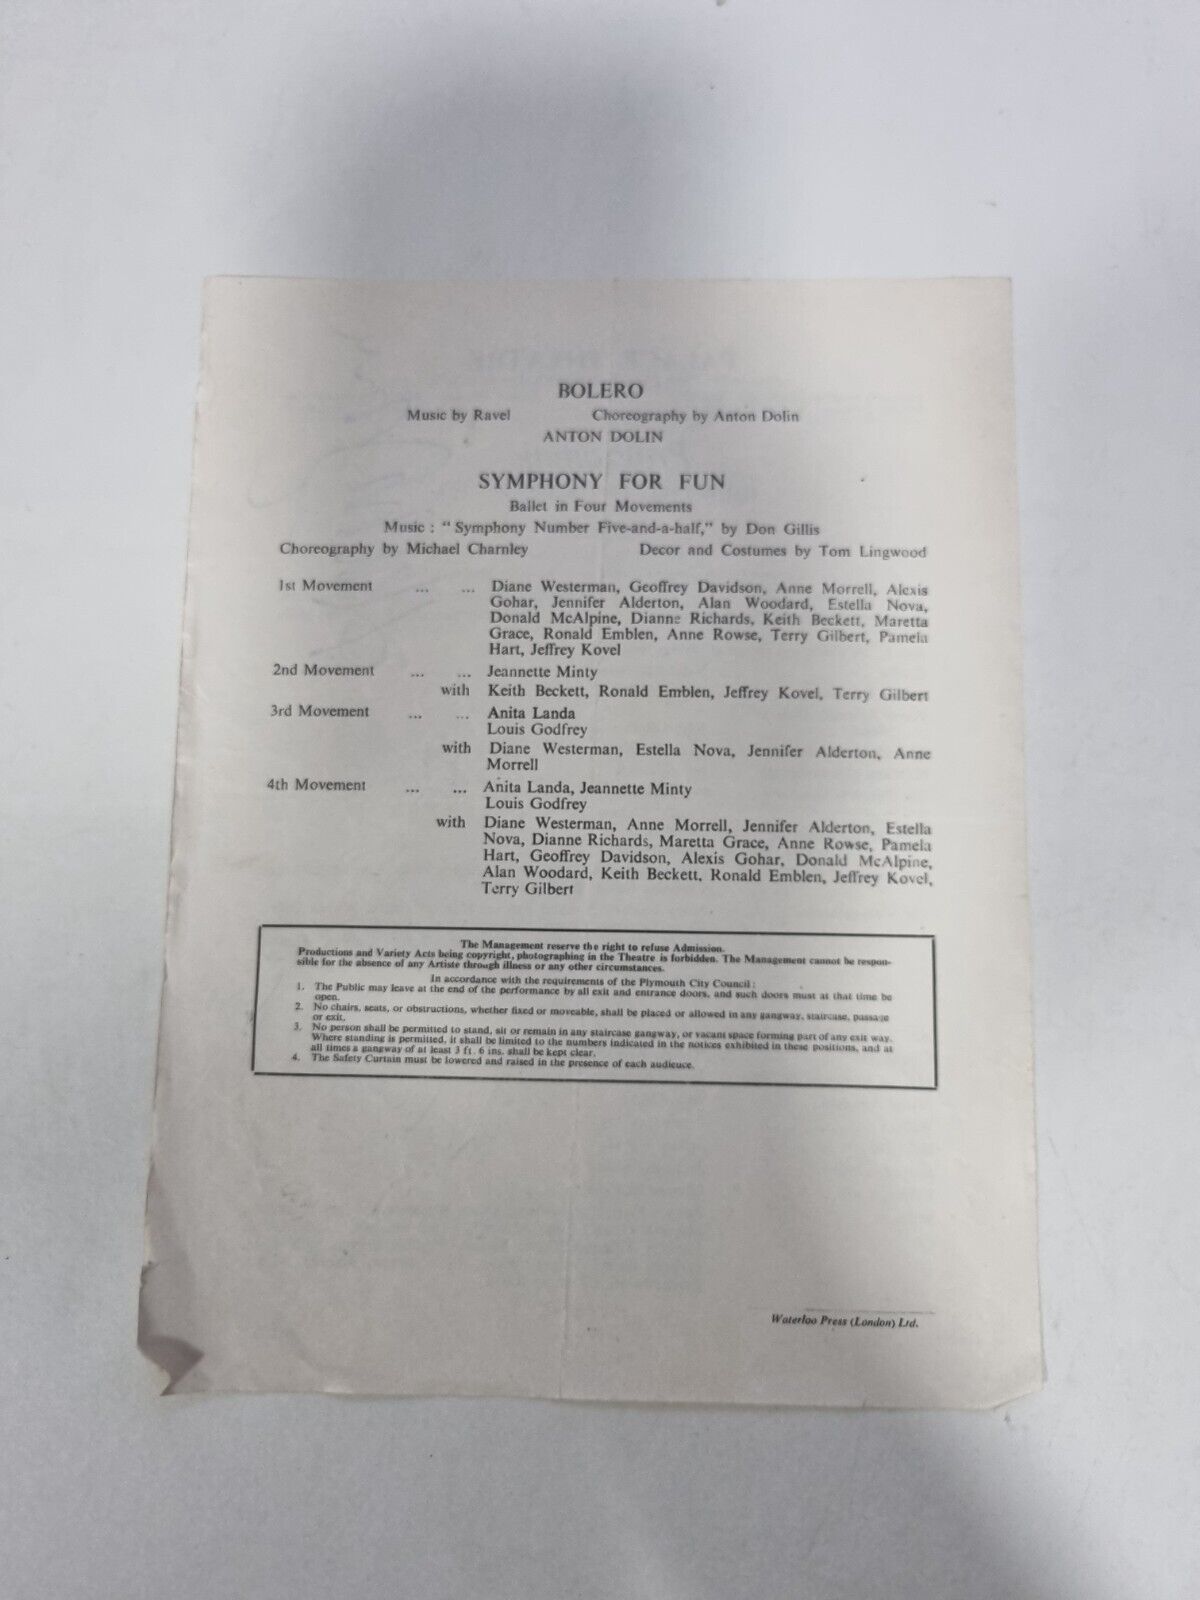 BOLERO
Music by Ravel Choreography by Anton Dolin
ANTON DOLIN
SYMPHONY FOR FUN
Ballet in Four Movements
Music : " Symphony Number Five-and-a-half," by Don Gillis
Choreography by Michael Charnley Decor and Costumes by Tom Lingwood
1st Movement ... ... Diane Westerman, Geoffrey Davidson, Anne Morrell, Alexis
Gohar, Jennifer Alderton, Alan Woodard, Estella Nova,
Donald McAlpine, Dianne Richards, Keith Beckett, Maretta
Grace, Ronald Emblen, Anne Rowse, Terry Gilbert, Pamela
Hart, Jeffrey Kovel
2nd Movement ... ... Jeannette Minty
with Keith Beckett, Ronald Emblen, Jeffrey Kovel, Terry Gilbert
3rd Movement ... ... Anita Landa
Louis Godfrey
with Diane Westerman, Estella Nova, Jennifer Alderton, Anne
Morrell
4th Movement ... ... Anita Landa, Jeannette Minty
Louis Godfrey
with Diane Westerman, Anne Morrell, Jennifer Alderton, Estella
Nova, Dianne Richards, Maretta Grace, Anne Rowse, Pamela
Hart, Geoffrey Davidson, Alexis Gohar, Donald McAlpine,
Alan Woodard, Keith Beckett, Ronald Emblen, Jeffrey Kovel,
Terry Gilbert
The Management reserve the right to refuse Admission.
Productions and Variety Acts being copyright, photographing in the Theatre is forbidden. The Management cannot be respon-
sible for the absence of any Artiste through illness or any other circumstances.
In accordance with the requirements of the Plymouth City Council :
1. The Public may leave at the end of the performance by all exit and entrance doors, and such doors must at that time be
open.
2. No chairs, seats, or obstructions, whether fixed or moveable, shall be placed or allowed in any gangway, staircase, passage
or exit.
3. No person shall be permitted to stand, sit or remain in any staircase gangway, or vacant space forming part of any exit way.
Where standing is permitted, it shall be limited to the numbers indicated in the notices exhibited in these positions, and at
all times a gangway of at least 3 ft. 6 ins. shall be kept clear.
4. The Safety Curtain must be lowered and raised in the presence of each audieuce.
Waterloo Press (London) Ltd.